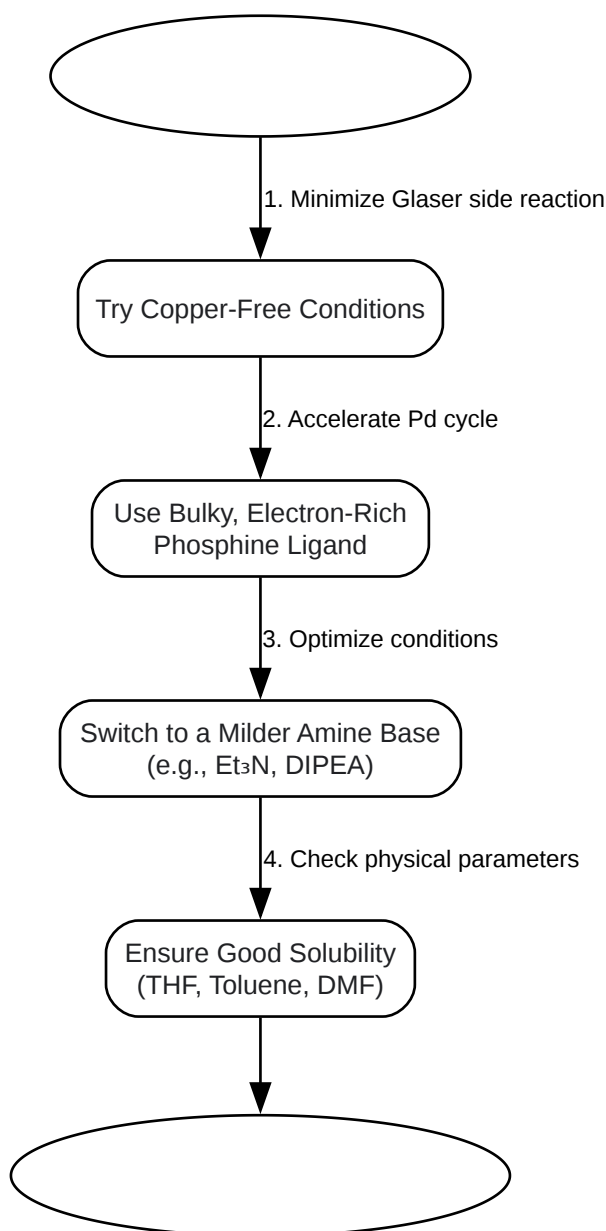 1. Minimize Glaser side reaction
Try Copper-Free Conditions
2. Accelerate Pd cycle
Use Bulky, Electron-Rich
Phosphine Ligand
3. Optimize conditions
Switch to a Milder Amine Base
(e.g., Et₃N, DIPEA)
4. Check physical parameters
Ensure Good Solubility
(THF, Toluene, DMF)